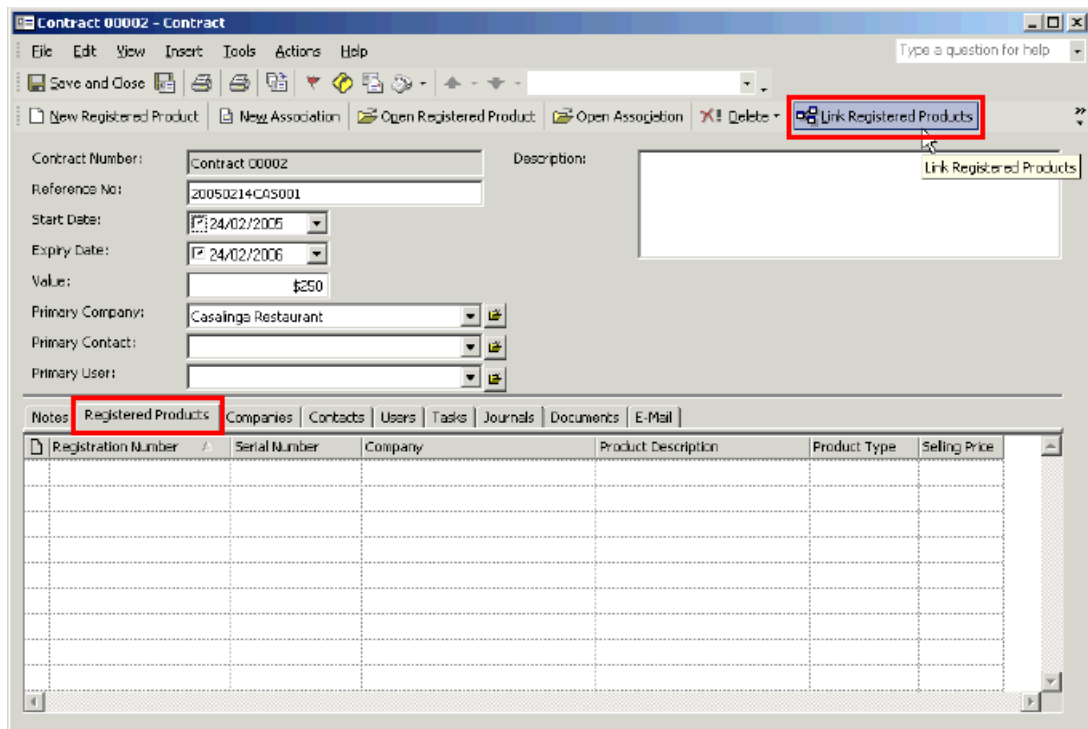 Contract 00002 - Contract
File Edit View Insert Tools Actions Help Type a question for help
Save and Close
New Registered Product New Association Open Registered Product Open Association Delete Link Registered Products
Link Registered Products
Contract Number: Contract 00002 Description:
Reference No: 20050214CAS001
Start Date: 24/02/2005
Expiry Date: 24/02/2006
Value: $250
Primary Company: Casalinga Restaurant
Primary Contact:
Primary User:
Notes Registered Products Companies Contacts Users Tasks Journals Documents E-Mail
Registration Number Serial Number Company Product Description Product Type Selling Price